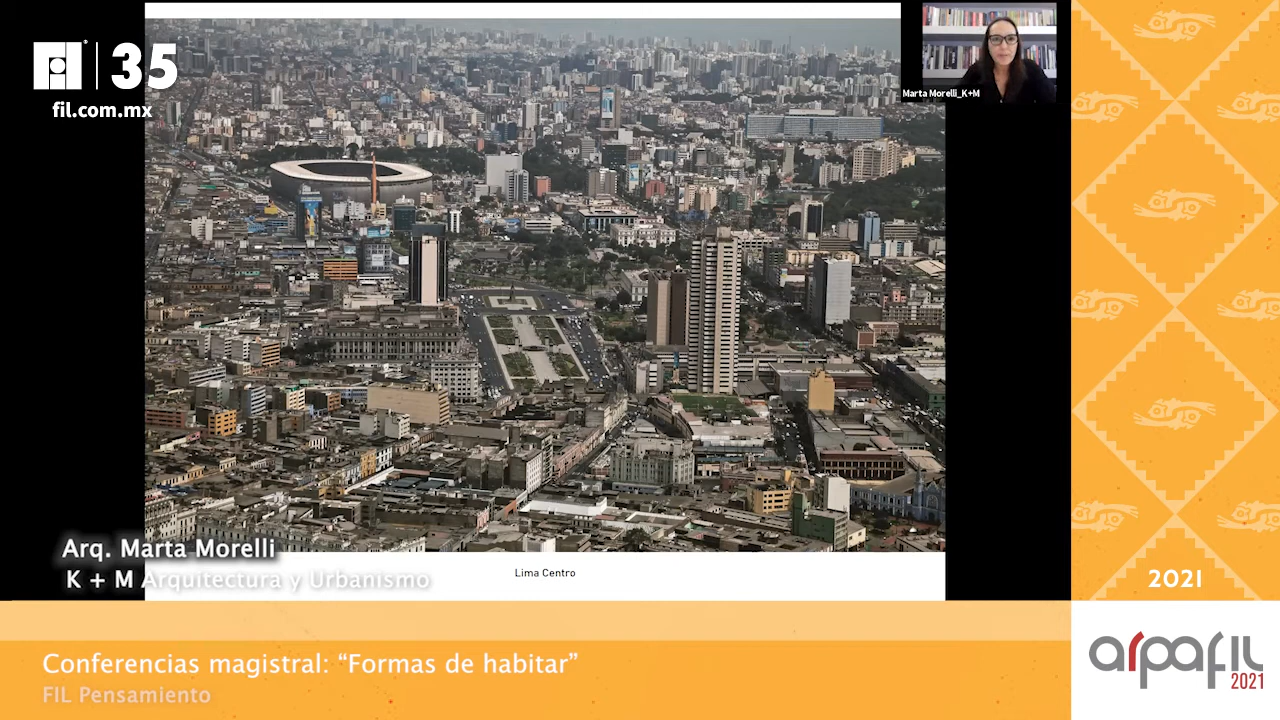 FIL 35
fil.com.mx
Marta Morelli_K+M
Arq. Marta Morelli
K + M Arquitectura y Urbanismo
Lima Centro
2021
Conferencias magistral: “Formas de habitar”
FIL Pensamiento
arpafil
2021